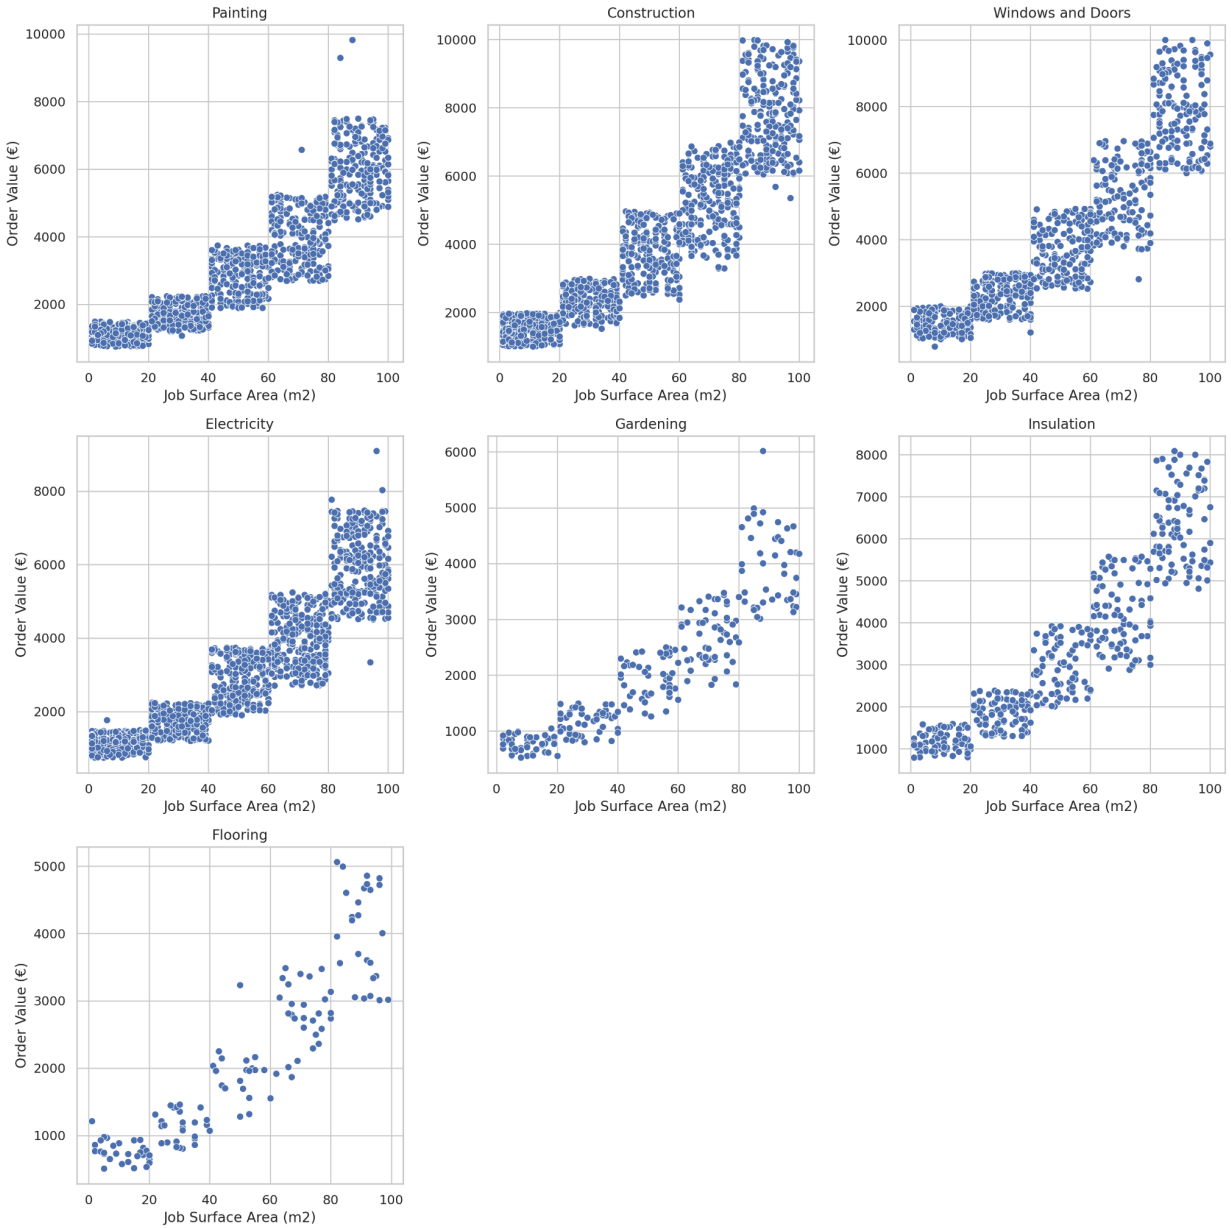 Painting
Order Value (€)
10000
8000
6000
4000
2000
0 20 40 60 80 100
Job Surface Area (m2)
Construction
Order Value (€)
10000
8000
6000
4000
2000
0 20 40 60 80 100
Job Surface Area (m2)
Windows and Doors
Order Value (€)
10000
8000
6000
4000
2000
0 20 40 60 80 100
Job Surface Area (m2)
Electricity
Order Value (€)
8000
6000
4000
2000
0 20 40 60 80 100
Job Surface Area (m2)
Gardening
Order Value (€)
6000
5000
4000
3000
2000
1000
0 20 40 60 80 100
Job Surface Area (m2)
Insulation
Order Value (€)
8000
7000
6000
5000
4000
3000
2000
1000
0 20 40 60 80 100
Job Surface Area (m2)
Flooring
Order Value (€)
5000
4000
3000
2000
1000
0 20 40 60 80 100
Job Surface Area (m2)